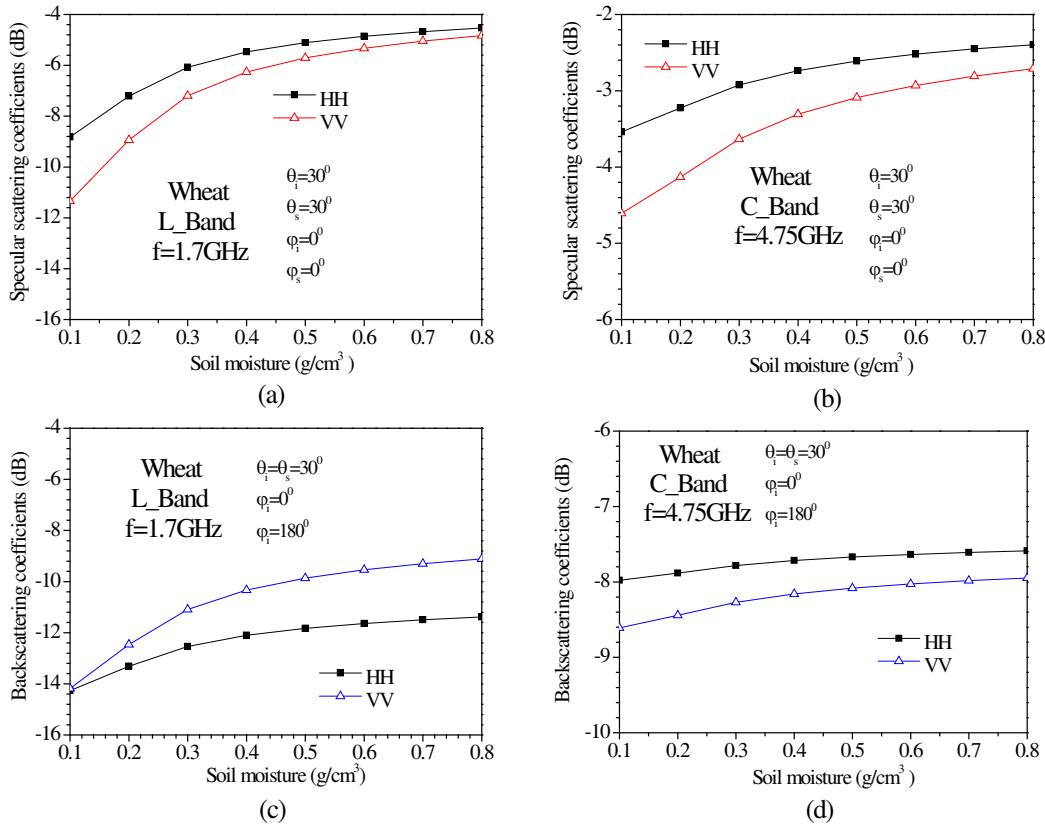 -4
-6
-8
-10
-12
-14
-16
Specular scattering coefficients (dB)
HH
VV
Wheat
L_Band
f=1.7GHz
θi=30⁰
θs=30⁰
φi=0⁰
φs=0⁰
0.1 0.2 0.3 0.4 0.5 0.6 0.7 0.8
Soil moisture (g/cm³ )
(a)
-2
-3
-4
-5
-6
Specular scattering coefficients (dB)
HH
VV
Wheat
C_Band
f=4.75GHz
θi=30⁰
θs=30⁰
φi=0⁰
φs=0⁰
0.1 0.2 0.3 0.4 0.5 0.6 0.7 0.8
Soil moisture (g/cm³ )
(b)
-4
-6
-8
-10
-12
-14
-16
Backscattering coefficients (dB)
Wheat
L_Band
f=1.7GHz
θi=θs=30⁰
φi=0⁰
φi=180⁰
HH
VV
0.1 0.2 0.3 0.4 0.5 0.6 0.7 0.8
Soil moisture (g/cm³)
(c)
-6
-7
-8
-9
-10
Backscattering coefficients (dB)
Wheat
C_Band
f=4.75GHz
θi=θs=30⁰
φi=0⁰
φi=180⁰
HH
VV
0.1 0.2 0.3 0.4 0.5 0.6 0.7 0.8
Soil moisture (g/cm³)
(d)